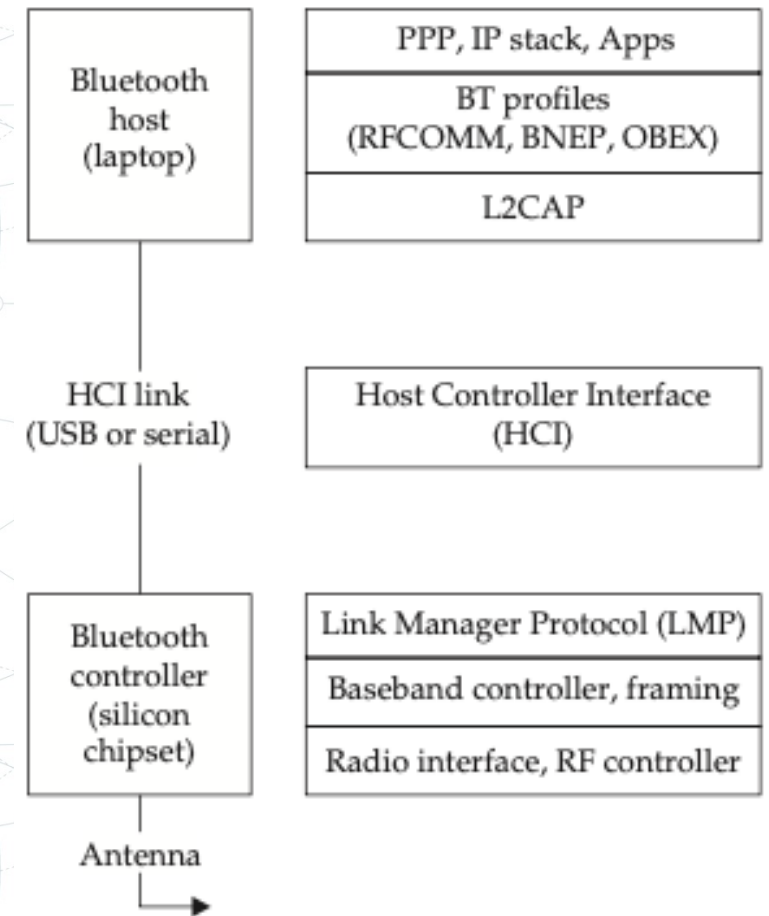 Bluetooth
host
(laptop)
PPP, IP stack, Apps
BT profiles
(RFCOMM, BNEP, OBEX)
L2CAP
HCI link
(USB or serial)
Host Controller Interface
(HCI)
Bluetooth
controller
(silicon
chipset)
Link Manager Protocol (LMP)
Baseband controller, framing
Radio interface, RF controller
Antenna